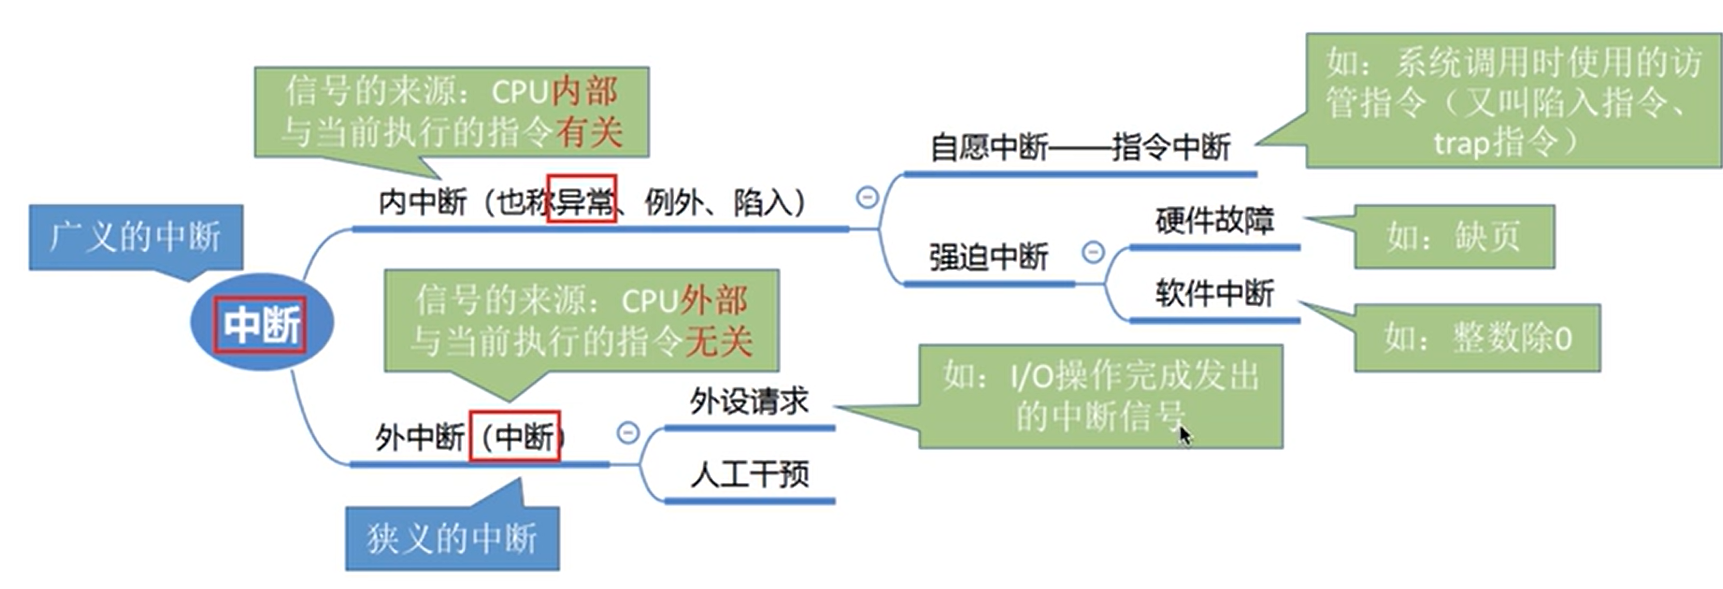 如：系统调用时使用的访
管指令（又叫陷入指令、
trap指令）
信号的来源：CPU内部
与当前执行的指令有关
自愿中断——指令中断
内中断（也称异常、例外、陷入）
广义的中断
硬件故障
如：缺页
强迫中断
软件中断
如：整数除0
中断
信号的来源：CPU外部
与当前执行的指令无关
外设请求
如：I/O操作完成发出
的中断信号
外中断（中断）
人工干预
狭义的中断